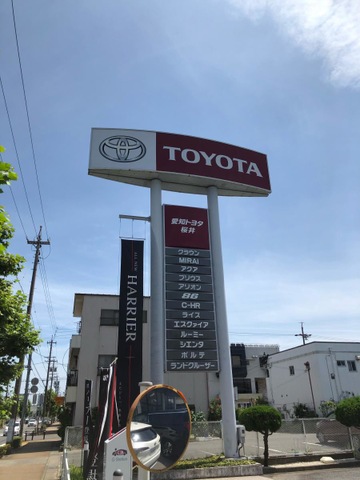 TOYOTA
愛知トヨタ
桜井
クラウン
MIRAI
アクア
プリウス
アリオン
86
C-HR
ライズ
エスクァイア
ルーミー
シエンタ
ポルテ
ランドクルーザー
HARRIER